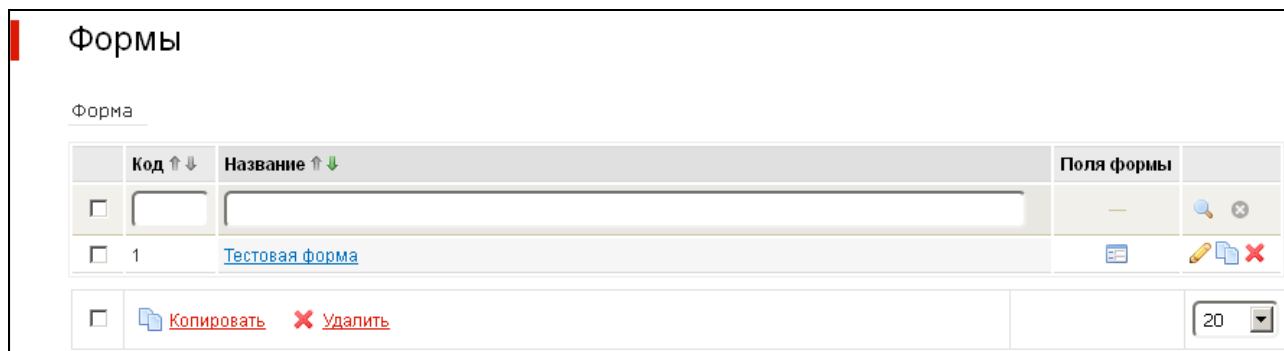 Формы
Форма
Код Название Поля формы
—
1 Тестовая форма
Копировать Удалить 20